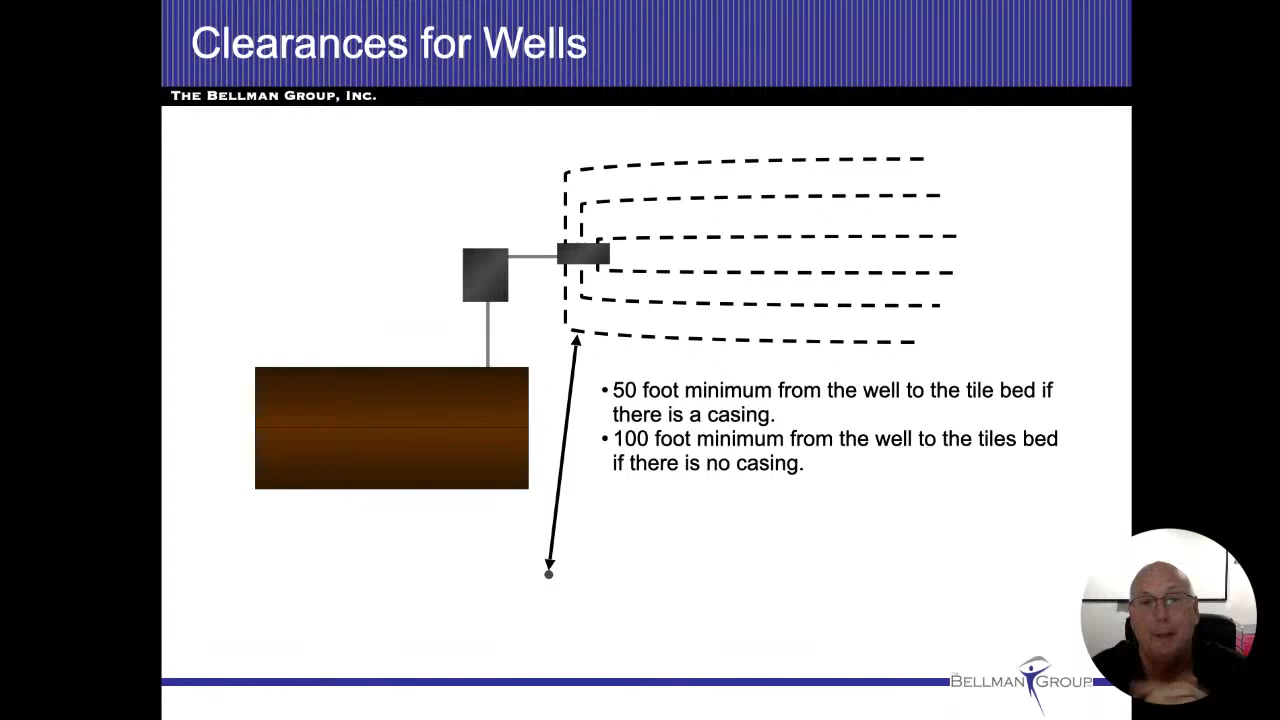 Clearances for Wells
THE BELLMAN GROUP, INC.
• 50 foot minimum from the well to the tile bed if
there is a casing.
• 100 foot minimum from the well to the tiles bed
if there is no casing.
THE
BELLMAN GROUP